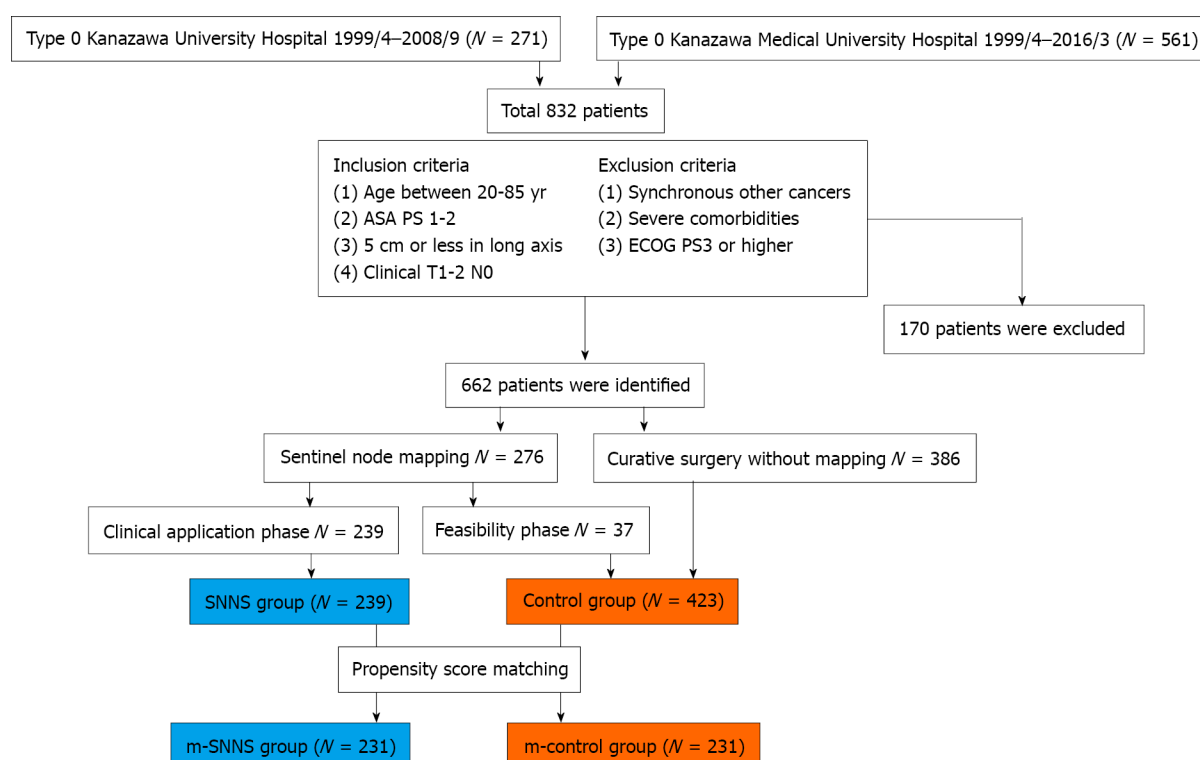 Type 0 Kanazawa University Hospital 1999/4–2008/9 (N = 271)
Type 0 Kanazawa Medical University Hospital 1999/4–2016/3 (N = 561)
Total 832 patients
Inclusion criteria
(1) Age between 20-85 yr
(2) ASA PS 1-2
(3) 5 cm or less in long axis
(4) Clinical T1-2 N0
Exclusion criteria
(1) Synchronous other cancers
(2) Severe comorbidities
(3) ECOG PS3 or higher
170 patients were excluded
662 patients were identified
Sentinel node mapping N = 276
Curative surgery without mapping N = 386
Clinical application phase N = 239
Feasibility phase N = 37
SNNS group (N = 239)
Control group (N = 423)
Propensity score matching
m-SNNS group (N = 231)
m-control group (N = 231)